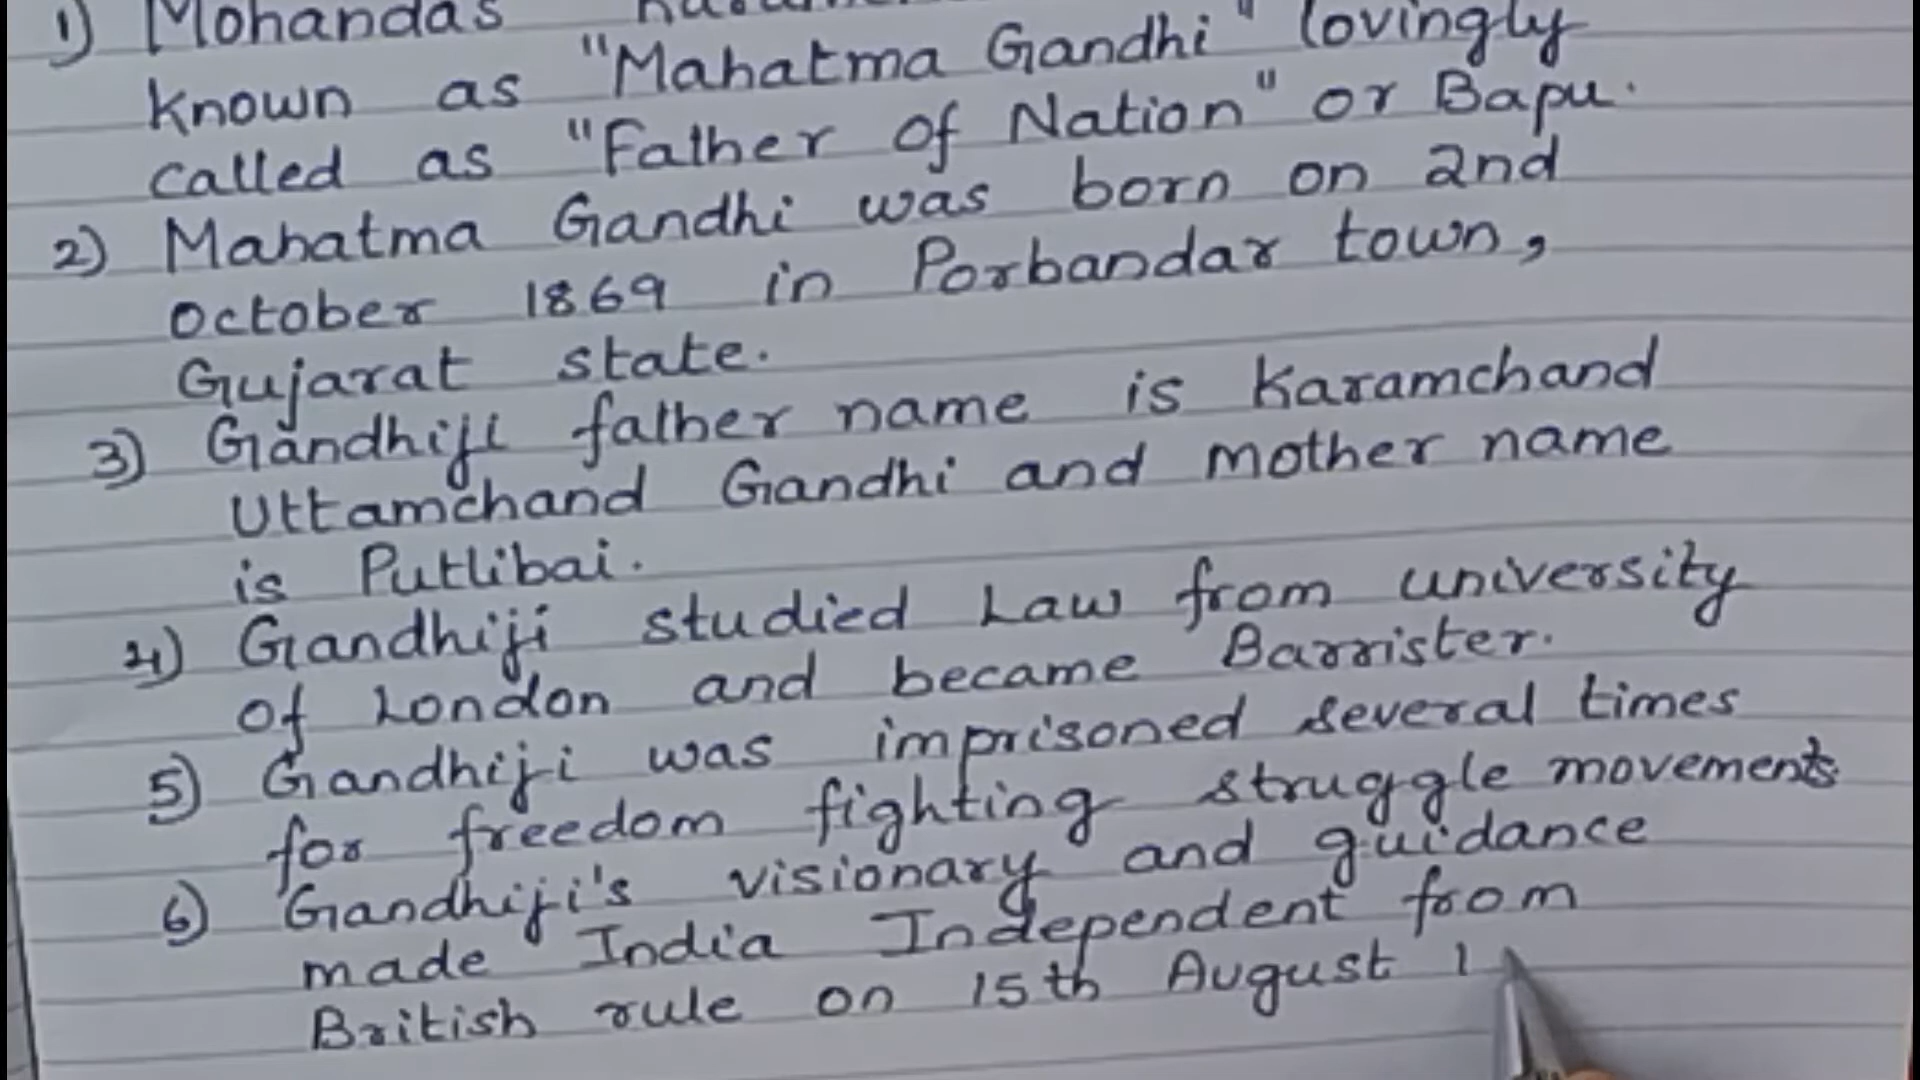 1) Mohandas
known as "Mahatma Gandhi" lovingly
called as "Father of Nation" or Bapu.
2) Mahatma Gandhi was born on 2nd
October 1869 in Porbandar town,
Gujarat state.
3) Gandhiji father name is Karamchand
Uttamchand Gandhi and mother name
is Putlibai.
4) Gandhiji studied Law from university
of London and became Barrister.
5) Gandhiji was imprisoned several times
for freedom fighting struggle movements
6) Gandhiji's visionary and guidance
made India Independent from
British rule on 15th August 1